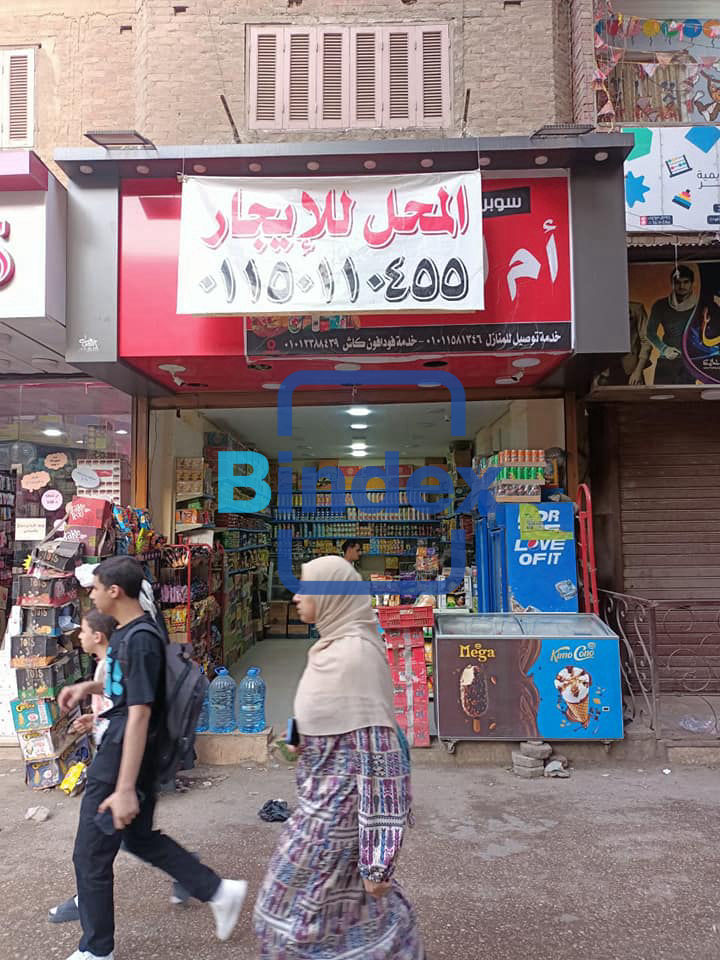 المحل للإيجار
٠١١٥٠١١٠٤٥٥
سوبر
أم
خدمة توصيل للمنازل ٠١٠١١٥٨١٣٤٦ - خدمة فودافون كاش ٠١٠١٢٣٨٨٤٣٩
Bindex
FOR
LOVE
OF IT
Mega
Kimo Cono